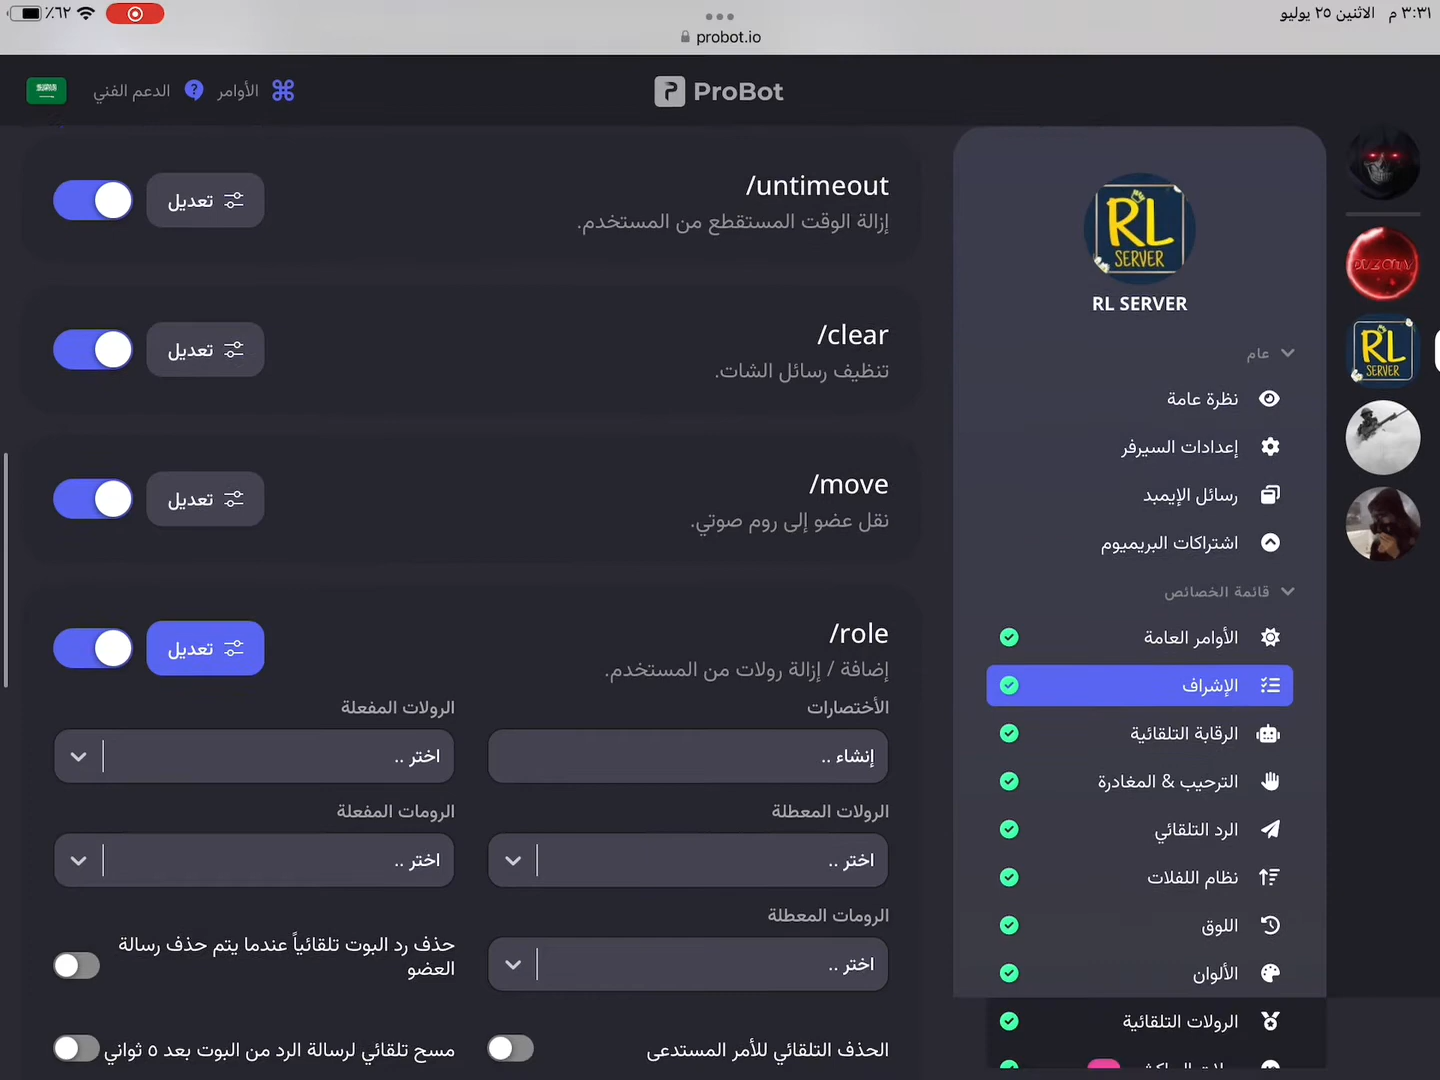 ٣:٣١ م الاثنين ٢٥ يوليو
٪٦٢
probot.io
ProBot
الأوامر
الدعم الفني
RL
SERVER
RL SERVER
عام
نظرة عامة
إعدادات السيرفر
رسائل الإيمبد
اشتراكات البريميوم
قائمة الخصائص
الأوامر العامة
الإشراف
الرقابة التلقائية
الترحيب & المغادرة
الرد التلقائي
نظام اللفلات
اللوق
الألوان
الرولات التلقائية
RL
SERVER
/untimeout
إزالة الوقت المستقطع من المستخدم.
تعديل
/clear
تنظيف رسائل الشات.
تعديل
/move
نقل عضو إلى روم صوتي.
تعديل
/role
إضافة / إزالة رولات من المستخدم.
تعديل
الأختصارات
إنشاء ..
الرولات المفعلة
اختر ..
الرولات المعطلة
اختر ..
الرومات المفعلة
اختر ..
الرومات المعطلة
اختر ..
حذف رد البوت تلقائياً عندما يتم حذف رسالة
العضو
الحذف التلقائي للأمر المستدعى
مسح تلقائي لرسالة الرد من البوت بعد ٥ ثواني